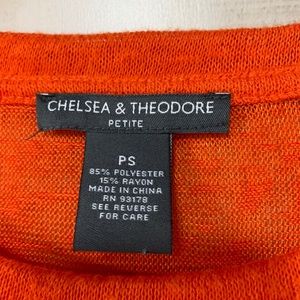 CHELSEA & THEODORE
PETITE
PS
85% POLYESTER
15% RAYON
MADE IN CHINA
RN 93178
SEE REVERSE
FOR CARE